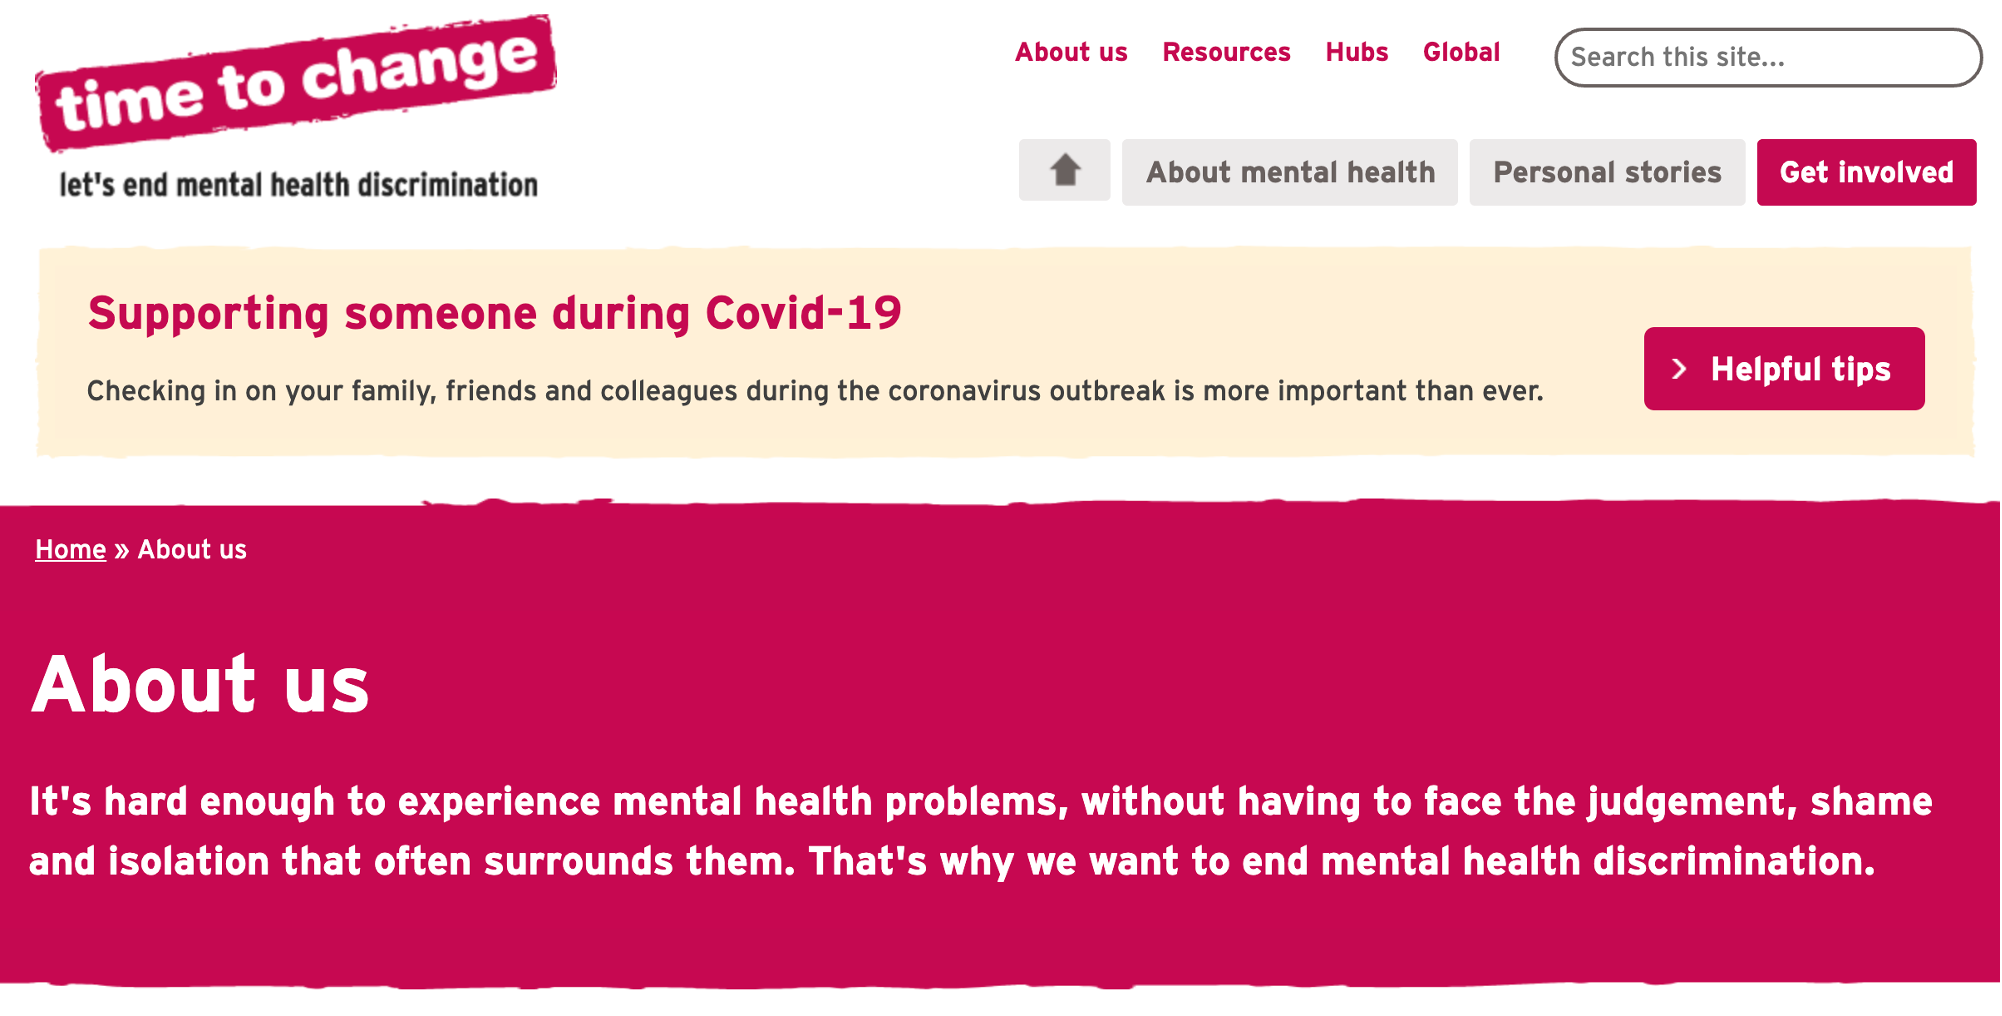 time to change
let's end mental health discrimination
About us Resources Hubs Global Search this site...
About mental health Personal stories Get involved
Supporting someone during Covid-19
Checking in on your family, friends and colleagues during the coronavirus outbreak is more important than ever.
> Helpful tips
Home » About us
About us
It's hard enough to experience mental health problems, without having to face the judgement, shame
and isolation that often surrounds them. That's why we want to end mental health discrimination.